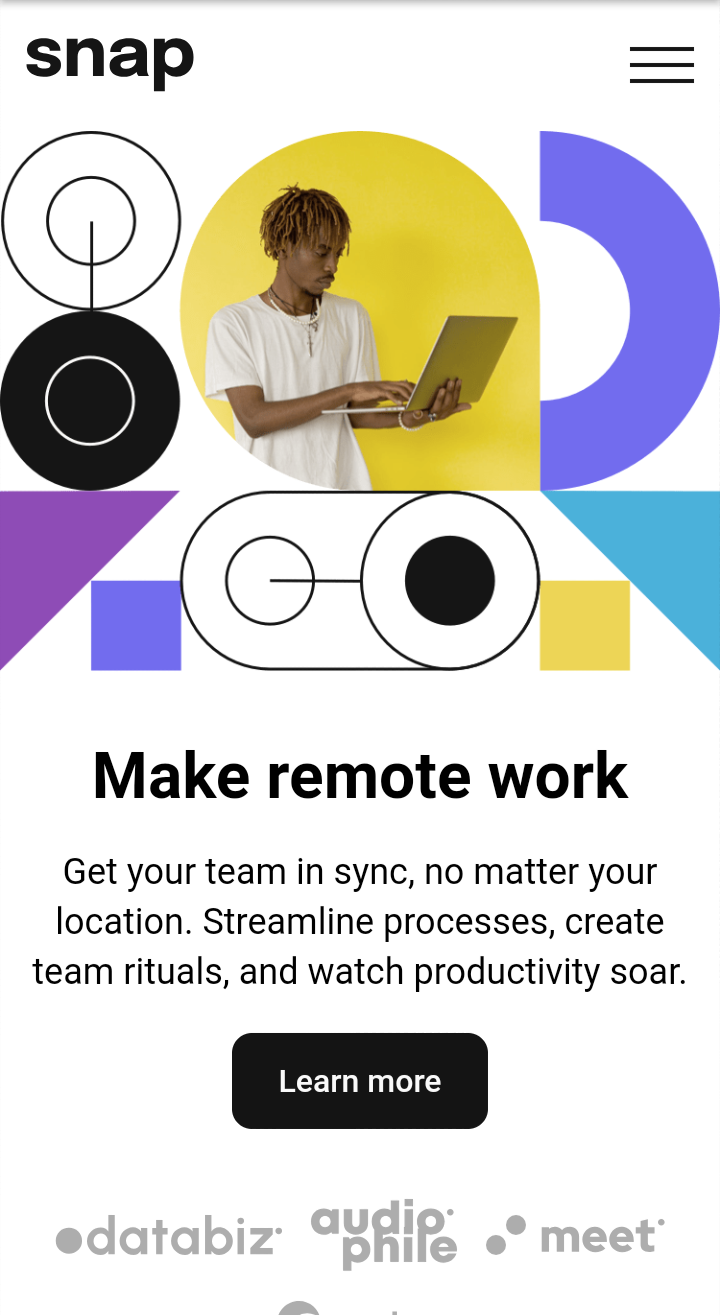 snap
Make remote work
Get your team in sync, no matter your
location. Streamline processes, create
team rituals, and watch productivity soar.
Learn more
databiz
audio
phile
meet